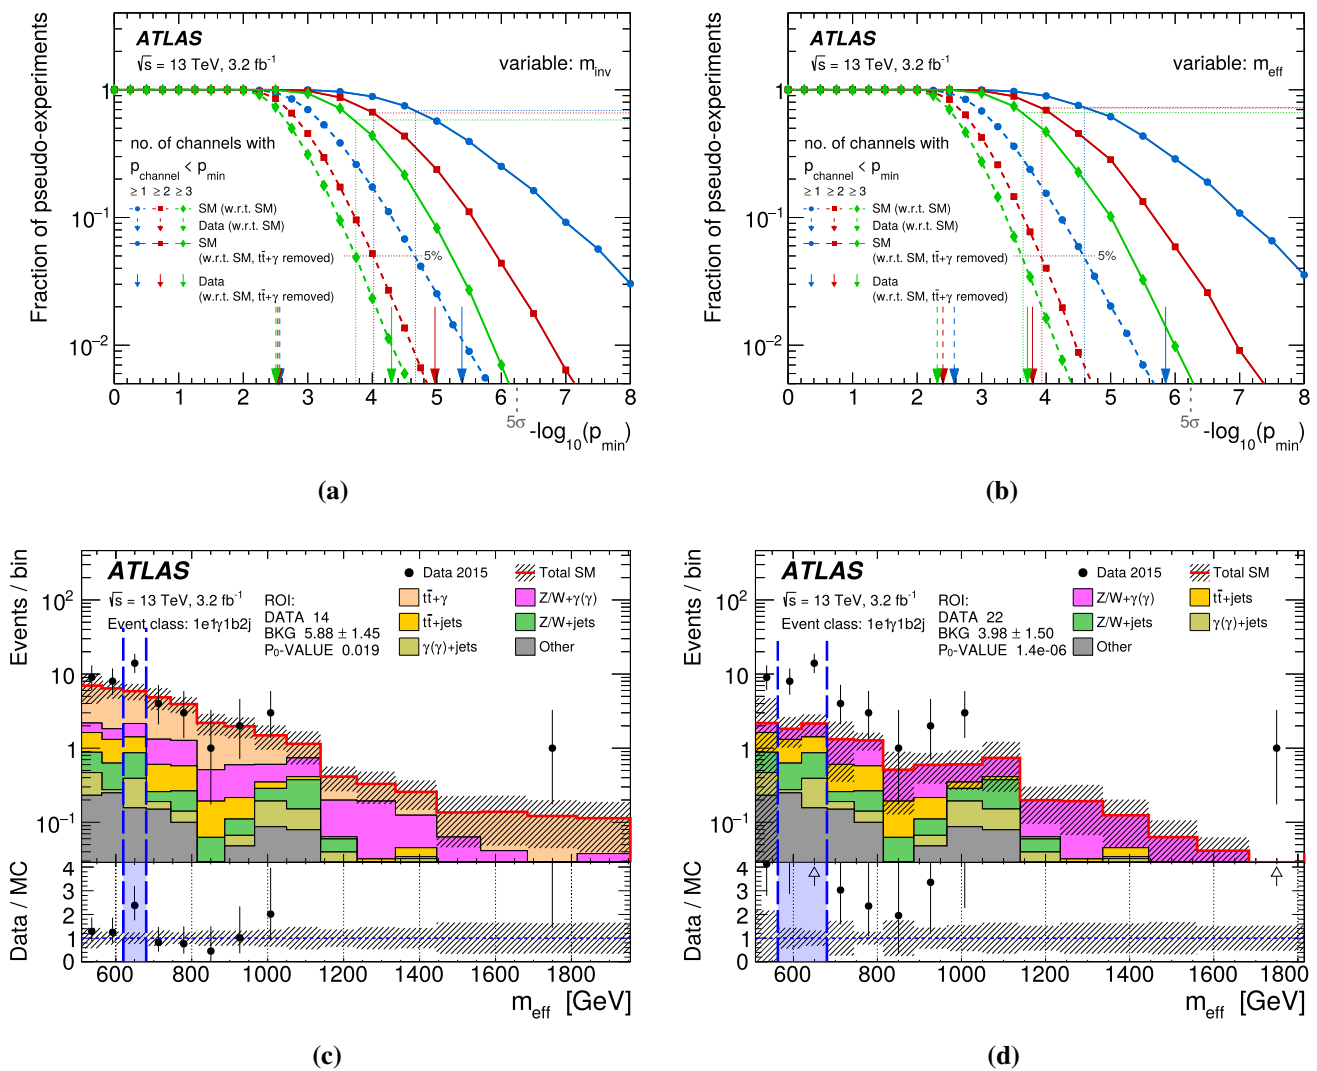 ATLAS
√s = 13 TeV, 3.2 fb-1
variable: minv
Fraction of pseudo-experiments
1
10−1
10−2
no. of channels with
pchannel < pmin
≥ 1 ≥ 2 ≥ 3
SM (w.r.t. SM)
Data (w.r.t. SM)
SM
(w.r.t. SM, tt̄+γ removed)
Data
(w.r.t. SM, tt̄+γ removed)
5%
0 1 2 3 4 5 6 7 8
5σ
-log10(pmin)
(a)
ATLAS
√s = 13 TeV, 3.2 fb-1
variable: meff
Fraction of pseudo-experiments
1
10−1
10−2
no. of channels with
pchannel < pmin
≥ 1 ≥ 2 ≥ 3
SM (w.r.t. SM)
Data (w.r.t. SM)
SM
(w.r.t. SM, tt̄+γ removed)
Data
(w.r.t. SM, tt̄+γ removed)
5%
0 1 2 3 4 5 6 7 8
5σ
-log10(pmin)
(b)
Events / bin
102
10
1
10−1
ATLAS
√s = 13 TeV, 3.2 fb-1
Event class: 1e1γ1b2j
ROI:
DATA 14
BKG 5.88 ± 1.45
P0-VALUE 0.019
Data 2015
Total SM
tt̄+γ
Z/W+γ(γ)
tt̄+jets
Z/W+jets
γ(γ)+jets
Other
Data / MC
4
3
2
1
0
600 800 1000 1200 1400 1600 1800
meff [GeV]
(c)
Events / bin
102
10
1
10−1
ATLAS
√s = 13 TeV, 3.2 fb-1
Event class: 1e1γ1b2j
ROI:
DATA 22
BKG 3.98 ± 1.50
P0-VALUE 1.4e-06
Data 2015
Total SM
Z/W+γ(γ)
tt̄+jets
Z/W+jets
γ(γ)+jets
Other
Data / MC
4
3
2
1
0
600 800 1000 1200 1400 1600 1800
meff [GeV]
(d)